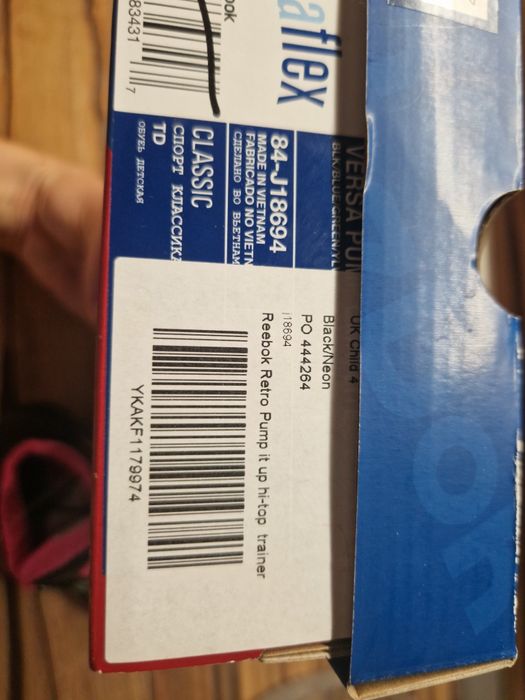 aflex
ook
83431 7
VERSA PUM
BLK/BLUE/GREEN/YE
84-J18694
MADE IN VIETNAM
FABRICADO NO VIETN
СДЕЛАНО ВО ВЬЕТНАМ
CLASSIC
СПОРТ КЛАССИКА
TD
ОБУВЬ ДЕТСКАЯ
UK Child 4
Black/Neon
PO 444264
j18694
Reebok Retro Pump it up hi-top trainer
YKAKF1179974